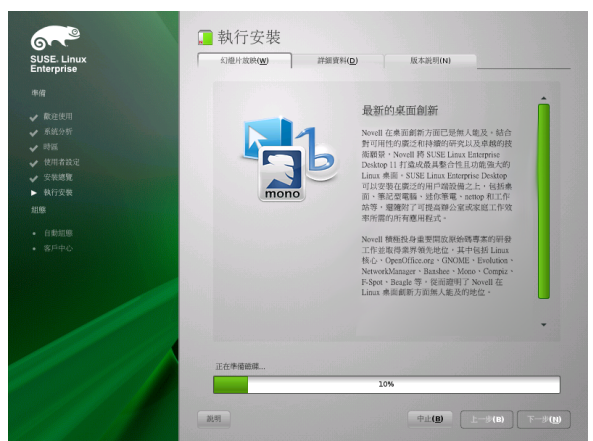 SUSE. Linux
Enterprise
準備
歡迎使用
系統分析
時區
使用者設定
安裝總覽
執行安裝
組態
自動組態
客戶中心
執行安裝
幻燈片放映(W)
詳細資料(D)
版本說明(N)
最新的桌面創新
Novell 在桌面創新方面已是無人能及。結合
對可用性的廣泛和持續的研究以及卓越的技
術願景，Novell 將 SUSE Linux Enterprise
Desktop 11 打造成最具整合性且功能強大的
Linux 桌面。SUSE Linux Enterprise Desktop
可以安裝在廣泛的用戶端設備之上，包括桌
面、筆記型電腦、迷你筆電、nettop 和工作
站等，還隨附了可提高辦公室或家庭工作效
率所需的所有應用程式。
Novell 積極投身重要開放原始碼專案的研發
工作並取得業界領先地位，其中包括 Linux
核心、OpenOffice.org、GNOME、Evolution、
NetworkManager、Banshee、Mono、Compiz、
F-Spot、Beagle 等，從而證明了 Novell 在
Linux 桌面創新方面無人能及的地位。
mono
正在準備磁碟...
10%
說明
中止(B)
上一步(B)
下一步(N)